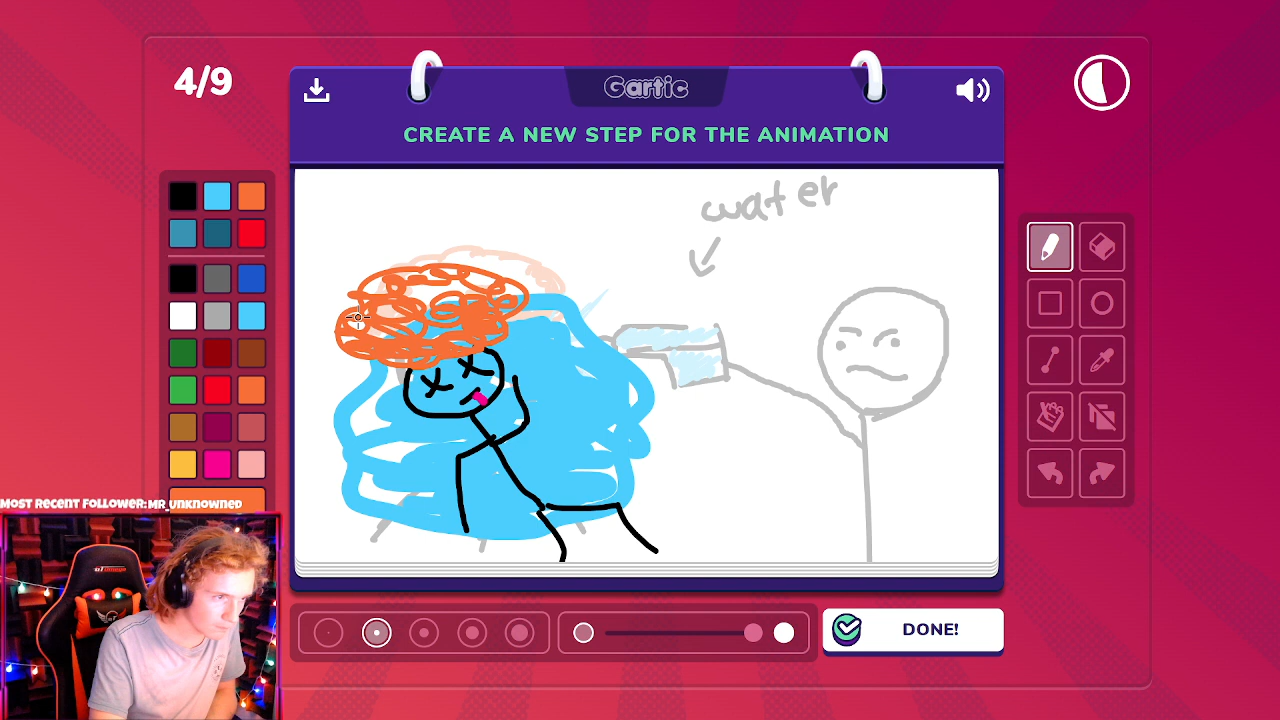 4/9
Gartic
CREATE A NEW STEP FOR THE ANIMATION
water
MOST RECENT FOLLOWER:MR_UNKNOWNED
DONE!